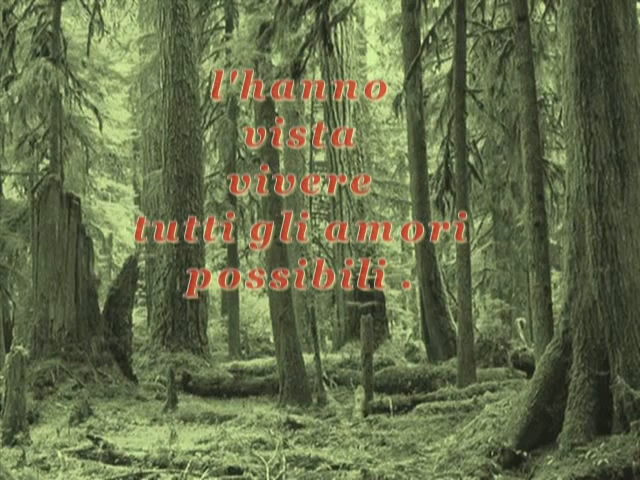 l'hanno
vista
vivere
tutti gli amori
possibili .